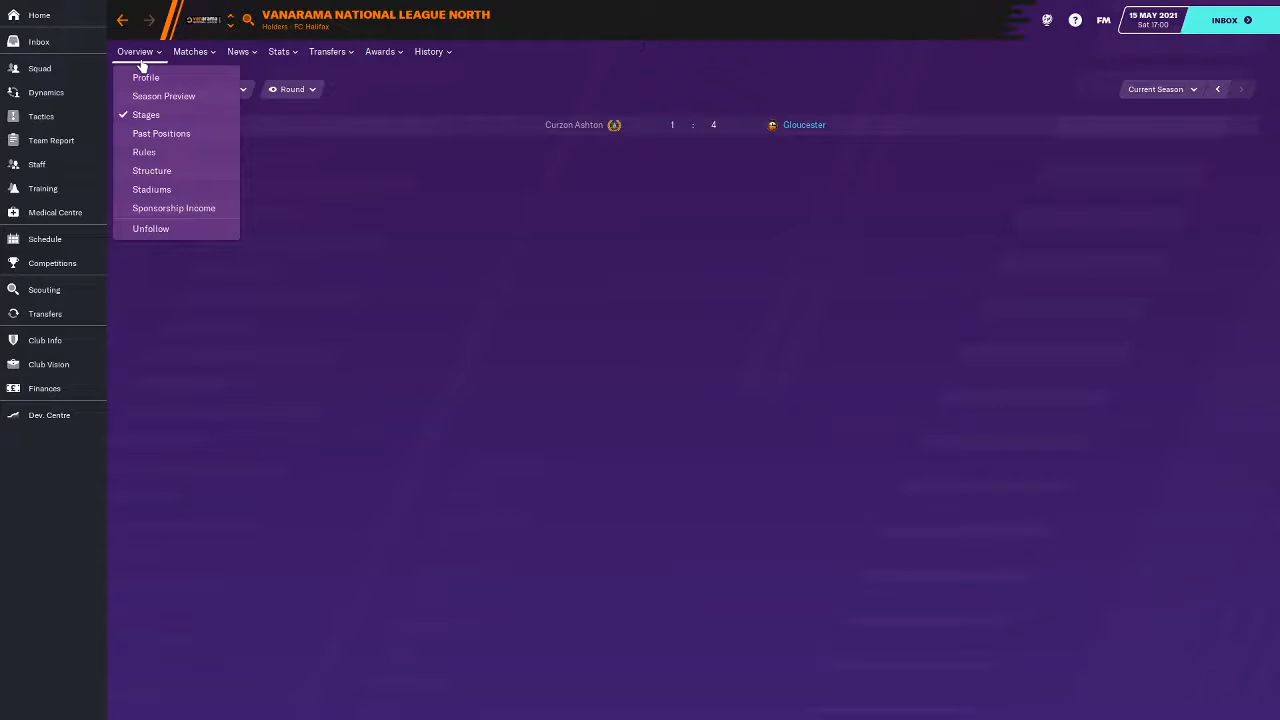 Home
VANARAMA NATIONAL LEAGUE NORTH
Holders - FC Halifax
FM
15 MAY 2021
Sat 17:00
INBOX
Inbox
Squad
Dynamics
Tactics
Team Report
Staff
Training
Medical Centre
Schedule
Competitions
Scouting
Transfers
Club Info
Club Vision
Finances
Dev. Centre
Overview
Matches
News
Stats
Transfers
Awards
History
Profile
Season Preview
Stages
Past Positions
Rules
Structure
Stadiums
Sponsorship Income
Unfollow
Round
Current Season
Curzon Ashton 1 : 4 Gloucester